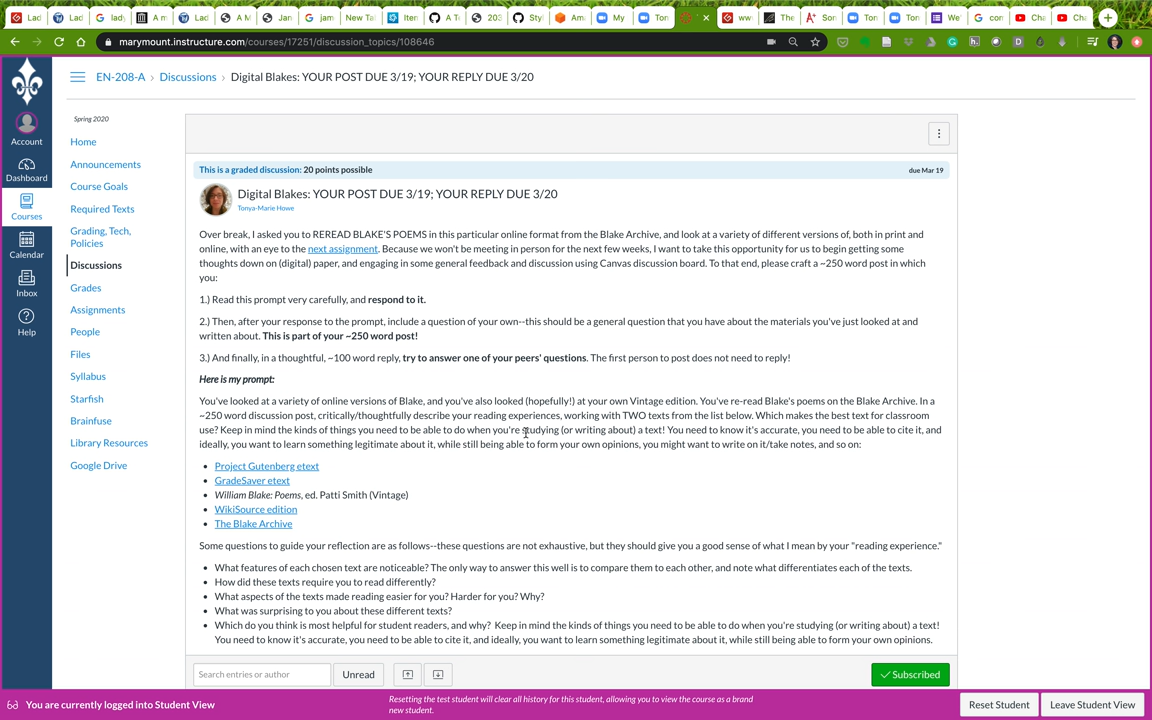 Lad
lady
A m
Lad
Lad
A M
Jan
jam
New Ta
Iten
A T
203
Sty
Ama
My
Ton
ww
The
Son
Ton
Ton
We
con
Cha
Cha
marymount.instructure.com/courses/17251/discussion_topics/108646
EN-208-A › Discussions › Digital Blakes: YOUR POST DUE 3/19; YOUR REPLY DUE 3/20
Account
Dashboard
Courses
Calendar
Inbox
Help
Spring 2020
Home
Announcements
Course Goals
Required Texts
Grading, Tech,
Policies
Discussions
Grades
Assignments
People
Files
Syllabus
Starfish
Brainfuse
Library Resources
Google Drive
This is a graded discussion: 20 points possible
due Mar 19
Digital Blakes: YOUR POST DUE 3/19; YOUR REPLY DUE 3/20
Tonya-Marie Howe
Over break, I asked you to REREAD BLAKE'S POEMS in this particular online format from the Blake Archive, and look at a variety of different versions of, both in print and
online, with an eye to the next assignment. Because we won't be meeting in person for the next few weeks, I want to take this opportunity for us to begin getting some
thoughts down on (digital) paper, and engaging in some general feedback and discussion using Canvas discussion board. To that end, please craft a ~250 word post in which
you:
1.) Read this prompt very carefully, and respond to it.
2.) Then, after your response to the prompt, include a question of your own--this should be a general question that you have about the materials you've just looked at and
written about. This is part of your ~250 word post!
3.) And finally, in a thoughtful, ~100 word reply, try to answer one of your peers' questions. The first person to post does not need to reply!
Here is my prompt:
You've looked at a variety of online versions of Blake, and you've also looked (hopefully!) at your own Vintage edition. You've re-read Blake's poems on the Blake Archive. In a
~250 word discussion post, critically/thoughtfully describe your reading experiences, working with TWO texts from the list below. Which makes the best text for classroom
use? Keep in mind the kinds of things you need to be able to do when you're studying (or writing about) a text! You need to know it's accurate, you need to be able to cite it, and
ideally, you want to learn something legitimate about it, while still being able to form your own opinions, you might want to write on it/take notes, and so on:
• Project Gutenberg etext
• GradeSaver etext
• William Blake: Poems, ed. Patti Smith (Vintage)
• WikiSource edition
• The Blake Archive
Some questions to guide your reflection are as follows--these questions are not exhaustive, but they should give you a good sense of what I mean by your "reading experience."
• What features of each chosen text are noticeable? The only way to answer this well is to compare them to each other, and note what differentiates each of the texts.
• How did these texts require you to read differently?
• What aspects of the texts made reading easier for you? Harder for you? Why?
• What was surprising to you about these different texts?
• Which do you think is most helpful for student readers, and why? Keep in mind the kinds of things you need to be able to do when you're studying (or writing about) a text!
You need to know it's accurate, you need to be able to cite it, and ideally, you want to learn something legitimate about it, while still being able to form your own opinions.
Search entries or author
Unread
Subscribed
You are currently logged into Student View
Resetting the test student will clear all history for this student, allowing you to view the course as a brand
new student.
Reset Student
Leave Student View